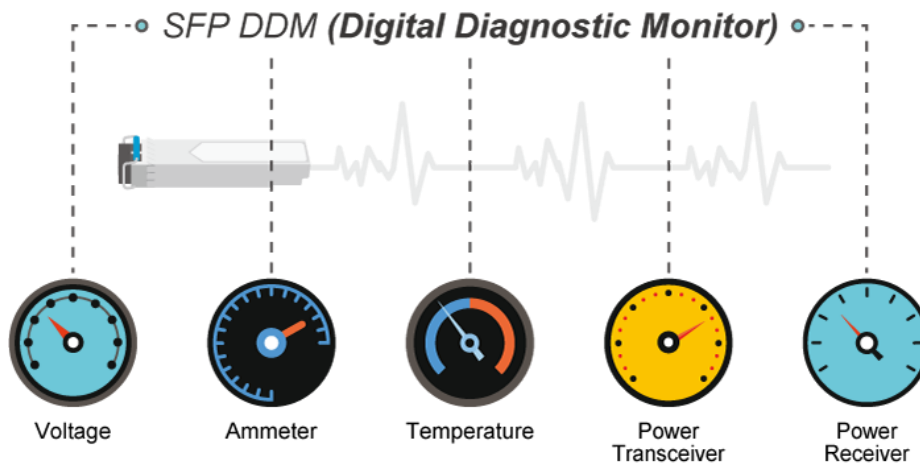 SFP DDM (Digital Diagnostic Monitor)
Voltage
Ammeter
Temperature
Power
Transceiver
Power
Receiver